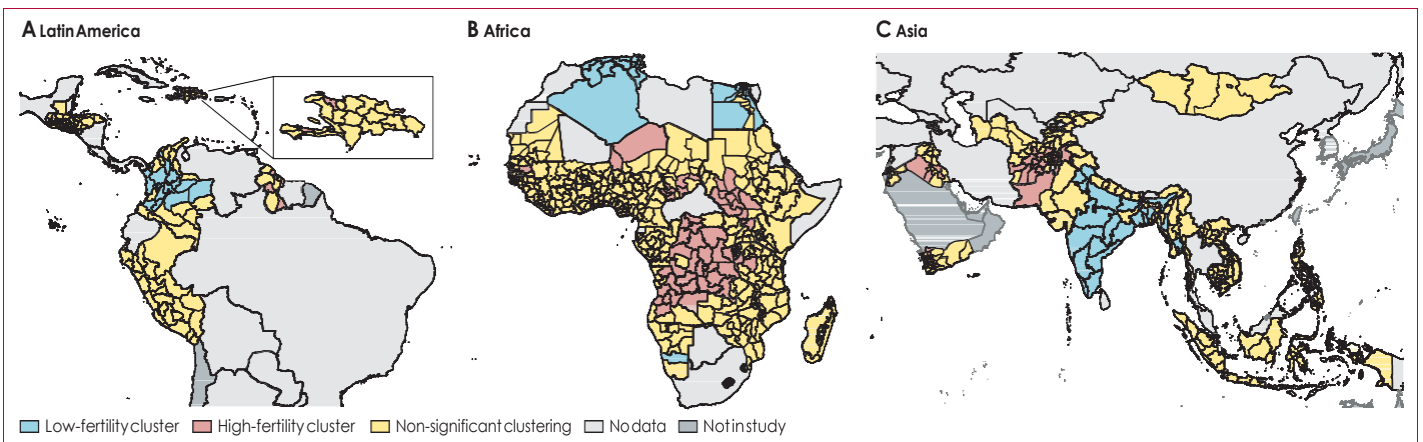 A Latin America
B Africa
C Asia
Low-fertility cluster
High-fertility cluster
Non-significant clustering
No data
Not in study